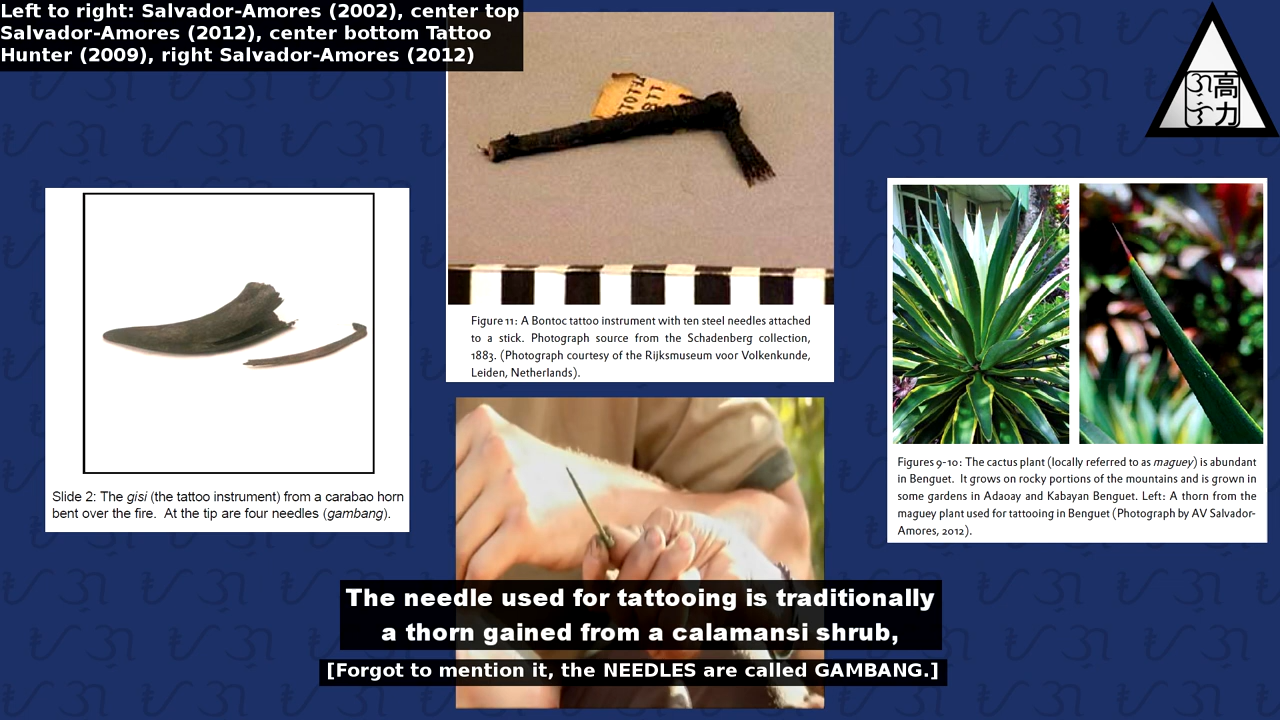 Left to right: Salvador-Amores (2002), center top
Salvador-Amores (2012), center bottom Tattoo
Hunter (2009), right Salvador-Amores (2012)
高
力
Slide 2: The gisi (the tattoo instrument) from a carabao horn
bent over the fire. At the tip are four needles (gambang).
Figure 11: A Bontoc tattoo instrument with ten steel needles attached
to a stick. Photograph source from the Schadenberg collection,
1883. (Photograph courtesy of the Rijksmuseum voor Volkenkunde,
Leiden, Netherlands).
Figures 9-10: The cactus plant (locally referred to as maguey) is abundant
in Benguet. It grows on rocky portions of the mountains and is grown in
some gardens in Adaoay and Kabayan Benguet. Left: A thorn from the
maguey plant used for tattooing in Benguet (Photograph by AV Salvador-
Amores, 2012).
The needle used for tattooing is traditionally
a thorn gained from a calamansi shrub,
[Forgot to mention it, the NEEDLES are called GAMBANG.]